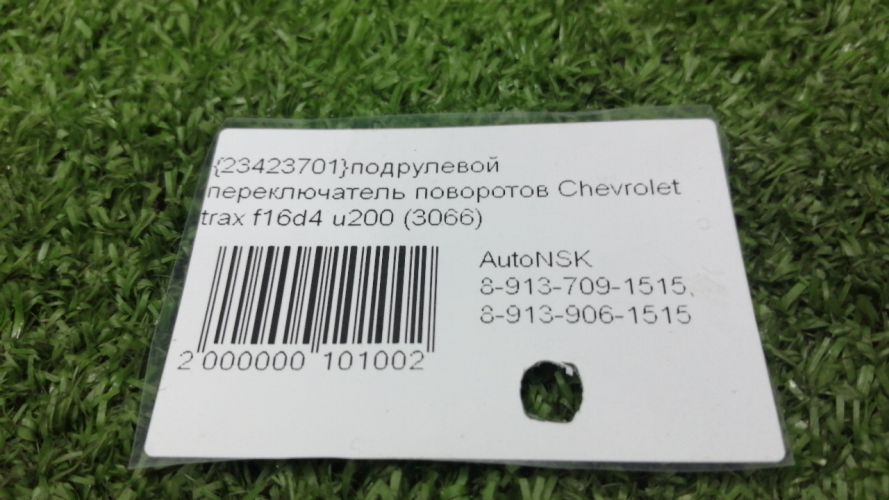 {23423701}подрулевой
переключатель поворотов Chevrolet
trax f16d4 u200 (3066)
AutoNSK
8-913-709-1515,
8-913-906-1515
2 000000 101002